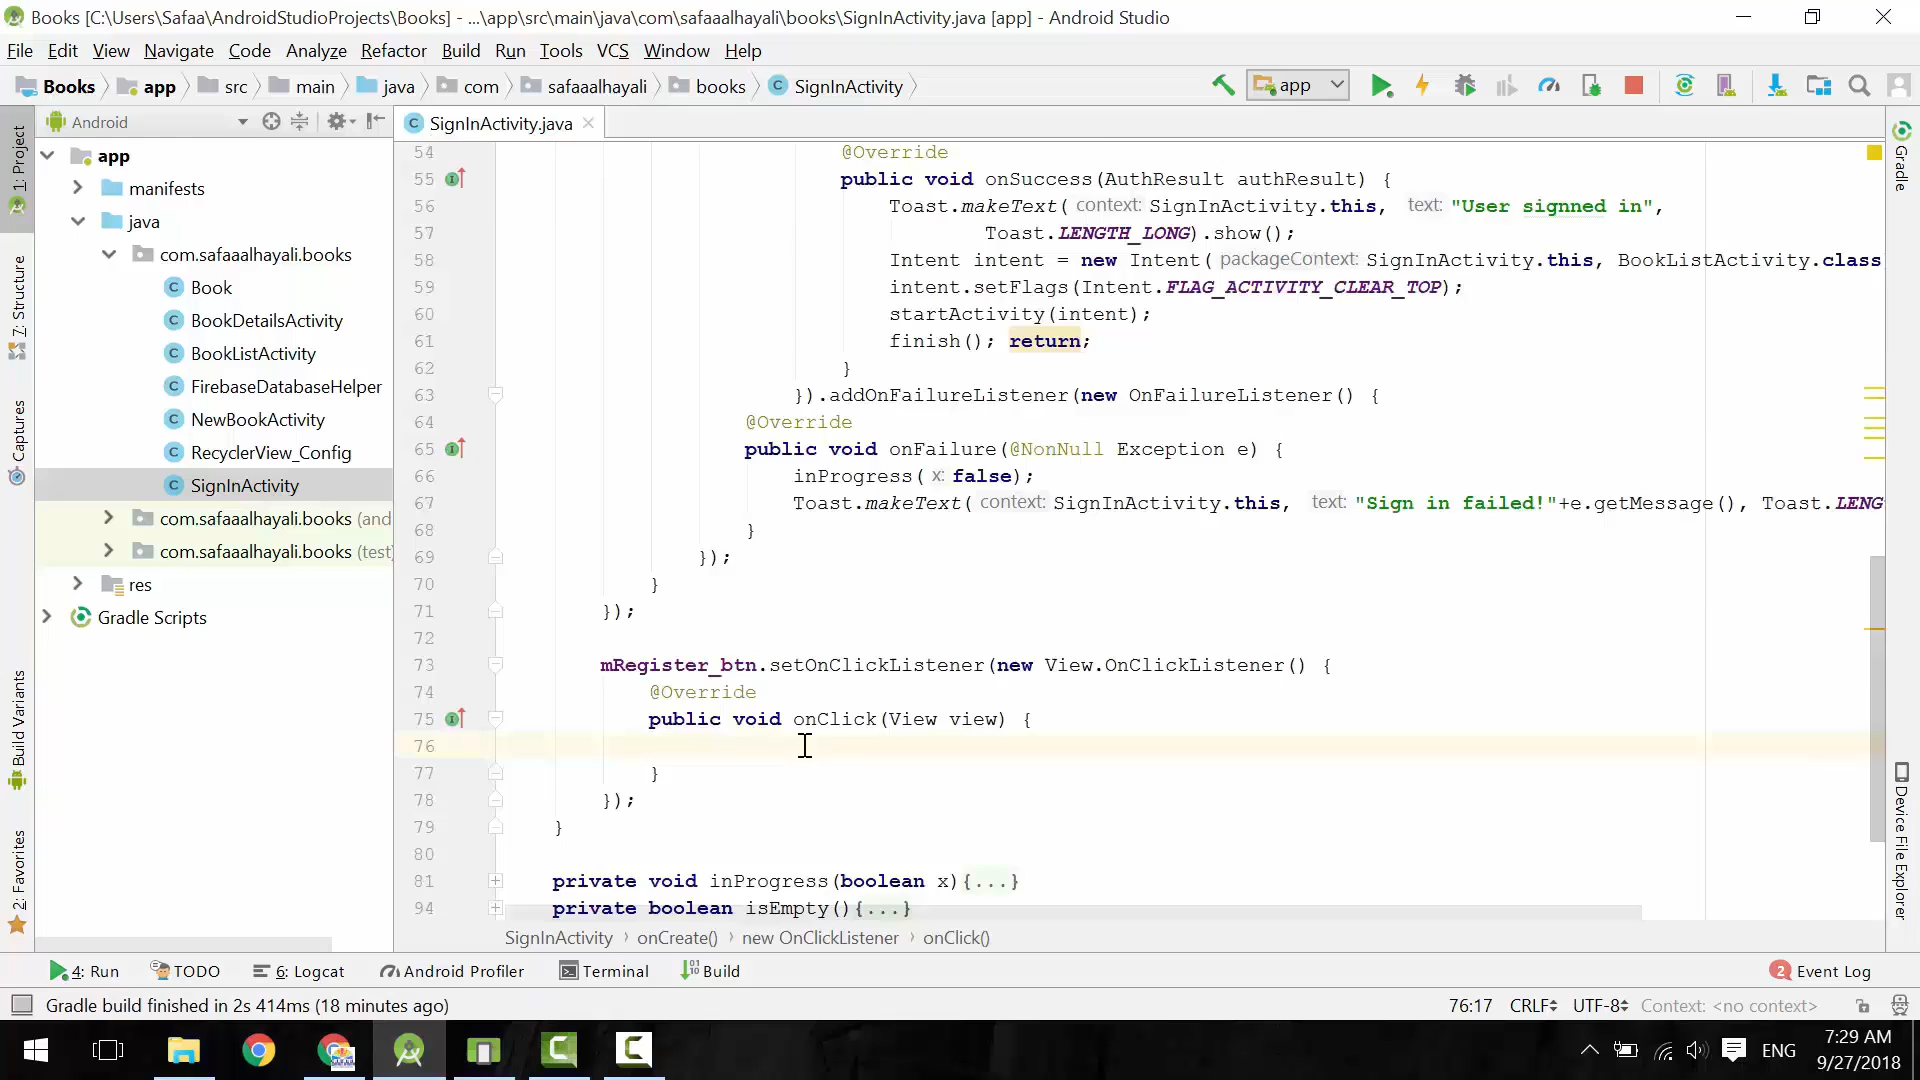 Books [C:\Users\Safaa\AndroidStudioProjects\Books] - ...\app\src\main\java\com\safaaalhayali\books\SignInActivity.java [app] - Android Studio
File Edit View Navigate Code Analyze Refactor Build Run Tools VCS Window Help
Books app src main java com safaaalhayali books SignInActivity app
Android
SignInActivity.java
1: Project
7: Structure
Captures
Build Variants
2: Favorites
app
manifests
java
com.safaaalhayali.books
Book
BookDetailsActivity
BookListActivity
FirebaseDatabaseHelper
NewBookActivity
RecyclerView_Config
SignInActivity
com.safaaalhayali.books (and
com.safaaalhayali.books (test)
res
Gradle Scripts
54 @Override
55 public void onSuccess(AuthResult authResult) {
56 Toast.makeText( context: SignInActivity.this, text: "User signned in",
57 Toast.LENGTH_LONG).show();
58 Intent intent = new Intent( packageContext: SignInActivity.this, BookListActivity.class
59 intent.setFlags(Intent.FLAG_ACTIVITY_CLEAR_TOP);
60 startActivity(intent);
61 finish(); return;
62 }
63 }).addOnFailureListener(new OnFailureListener() {
64 @Override
65 public void onFailure(@NonNull Exception e) {
66 inProgress( x: false);
67 Toast.makeText( context: SignInActivity.this, text: "Sign in failed!"+e.getMessage(), Toast.LENG
68 }
69 });
70 }
71 });
72
73 mRegister_btn.setOnClickListener(new View.OnClickListener() {
74 @Override
75 public void onClick(View view) {
76
77 }
78 });
79 }
80
81 private void inProgress(boolean x){...}
94 private boolean isEmpty(){...}
SignInActivity › onCreate() › new OnClickListener › onClick()
Gradle
Device File Explorer
4: Run TODO 6: Logcat Android Profiler Terminal Build 2 Event Log
Gradle build finished in 2s 414ms (18 minutes ago) 76:17 CRLF UTF-8 Context: <no context>
ENG
7:29 AM
9/27/2018